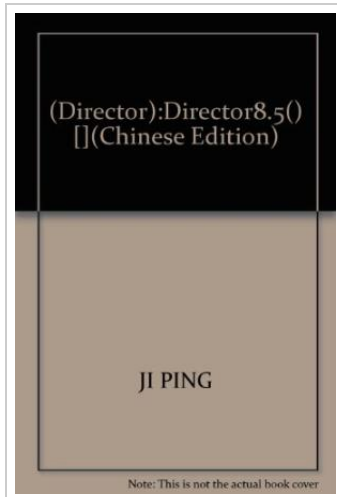 (Director):Director8.5()
[](Chinese Edition)
JI PING
Note: This is not the actual book cover